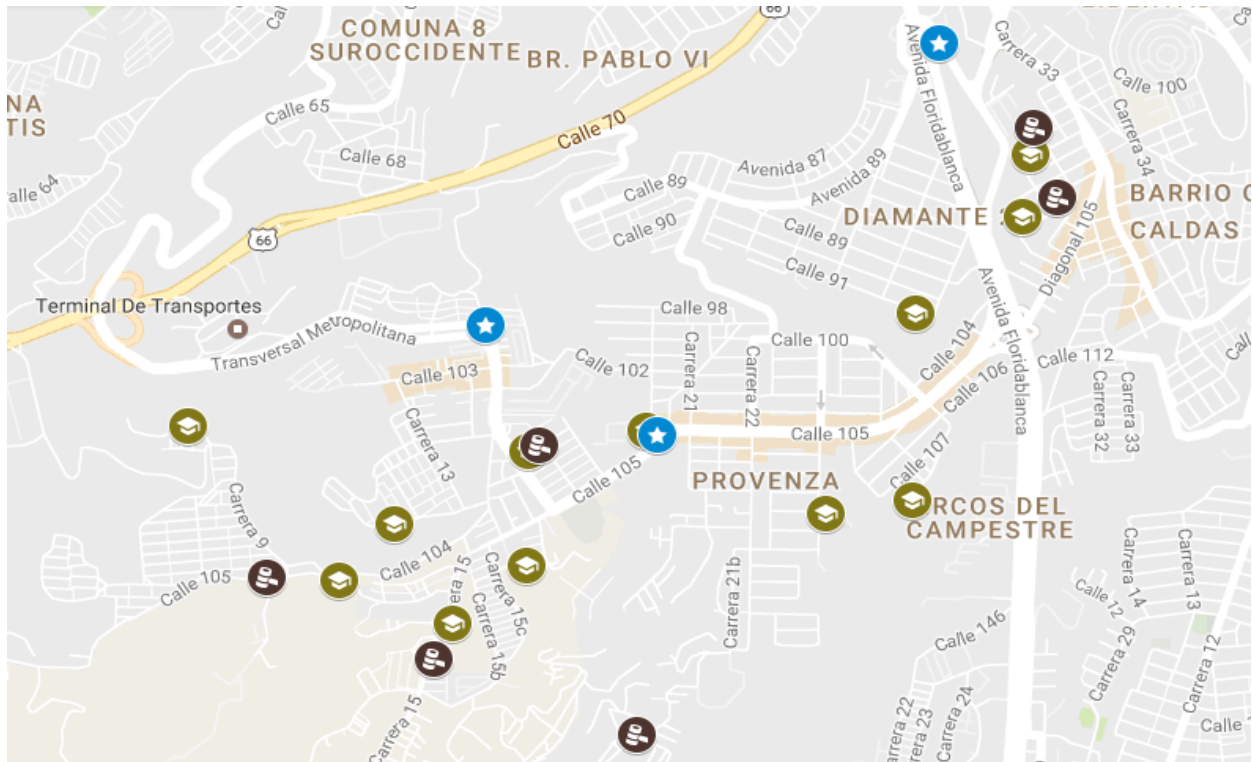 COMUNA 8
SUROCCIDENTE
BR. PABLO VI
68
Carrera 33
Calle 100
NA
TIS
Calle 65
Calle 70
Avenida Floridablanca
Carrera 34
Calle 68
Avenida 87
Avenida 89
alle 64
Calle 89
BARRIO
CALDAS
Calle 90
DIAMANTE
Calle 89
66
Calle 91
Diagonal 105
Terminal De Transportes
Avenida Floridablanca
Transversal Metropolitana
Calle 98
Calle 100
Calle 104
Calle 112
Calle 103
Calle 102
Carrera 21
Carrera 22
Calle 106
Carrera 32
Carrera 33
Carrera 13
Calle 105
Calle 105
Calle 107
PROVENZA
Carrera 9
RCOS DEL
CAMPESTRE
Calle 104
Calle 105
rera 15
Carrera 15c
Carrera 15b
Carrera 21b
Carrera 14
Carrera 13
Calle 12
Calle 146
Carrera 29
Carrera 12
Carrera 15
Carrera 22
Carrera 23
Carrera 24
Calle